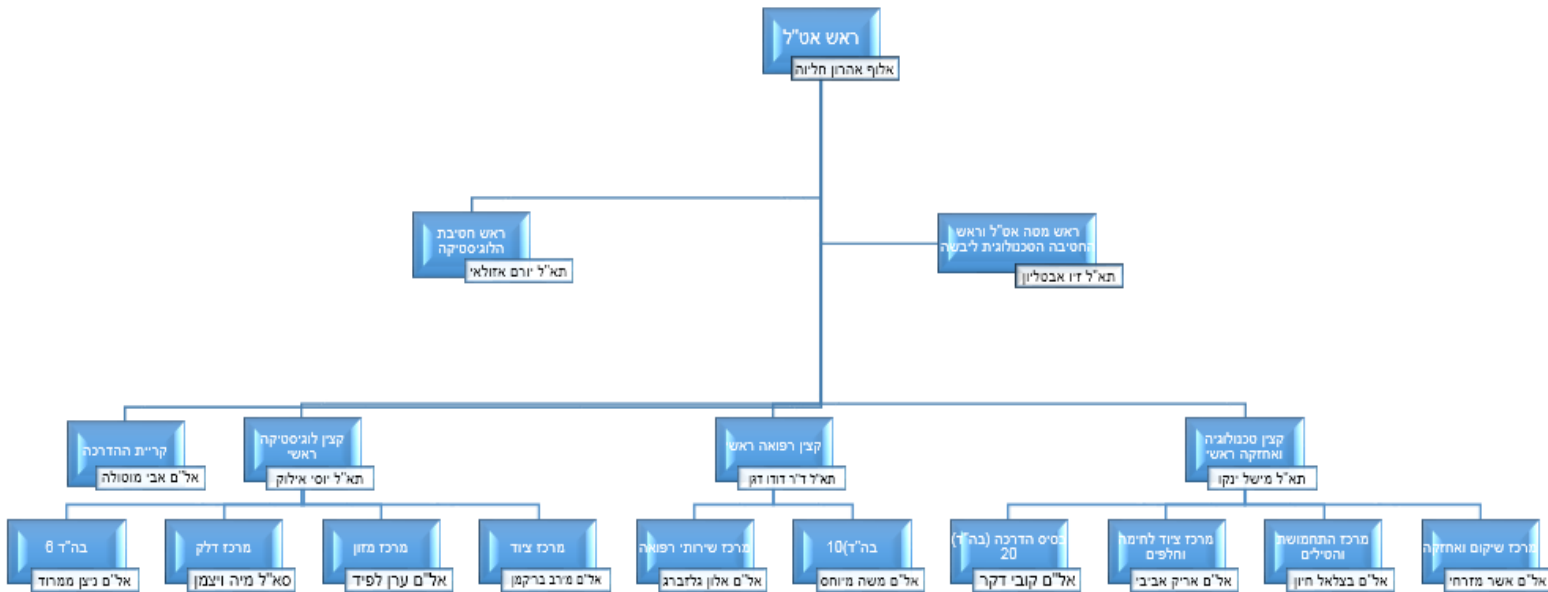 ראש אט"ל
אלוף אהרון חליוה
ראש מטה אט"ל וראש
החטיבה הטכנולוגית ליבשה
תא"ל זיו אבטליון
ראש חטיבת
הלוגיסטיקה
תא"ל יורם אזולאי
קצין טכנולוגיה
ואחזקה ראשי
תא"ל מישל ינקו
קצין רפואה ראשי
תא"ל ד"ר דודו דגן
קצין לוגיסטיקה
ראשי
תא"ל יוסי אילוק
קריית ההדרכה
אל"ם אבי מוטולה
מרכז שיקום ואחזקה
אל"ם אשר מזרחי
מרכז התחמושת
והטילים
אל"ם בצלאל חיון
מרכז ציוד לחימה
וחלפים
אל"ם אריק אביבי
בסיס הדרכה (בה"ד)
20
אל"ם קובי דקר
בה"ד)10
אל"ם משה מיוחס
מרכז שירותי רפואה
אל"ם אלון גלזברג
מרכז ציוד
אל"ם מירב בריקמן
מרכז מזון
אל"ם ערן לפיד
מרכז דלק
סא"ל מיה ויצמן
בה"ד 6
אל"ם ניצן ממרוד